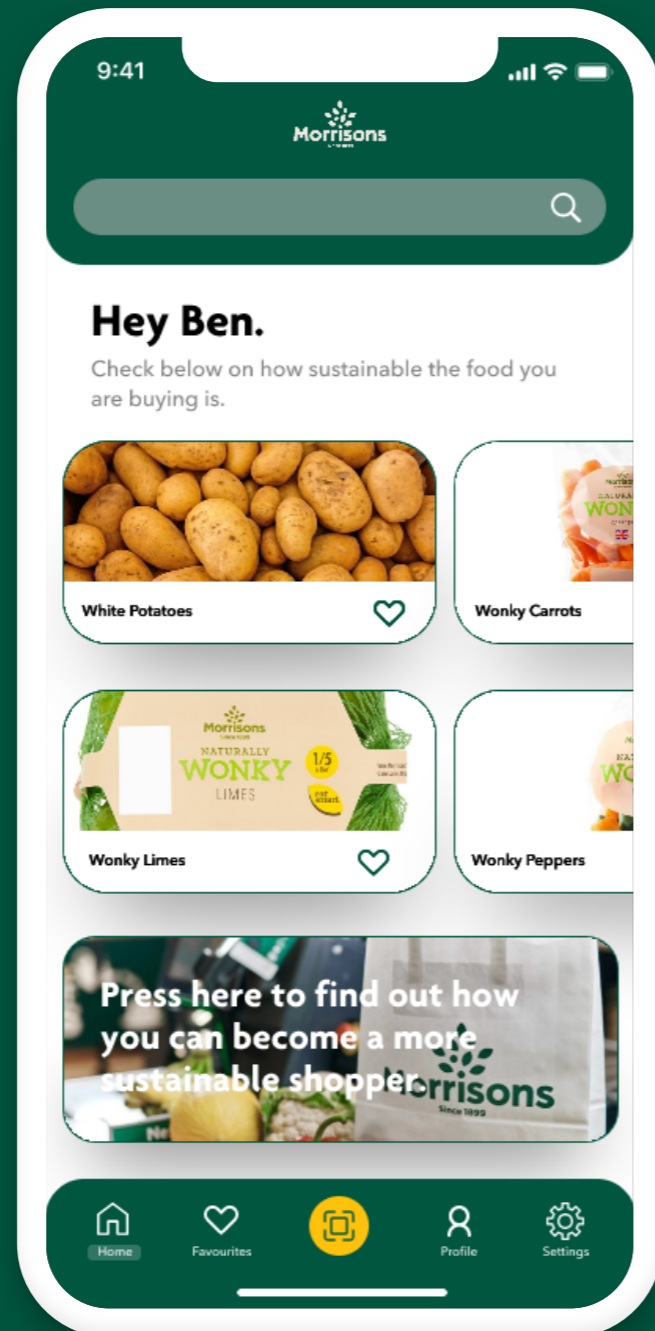 9:41
Morrisons
Hey Ben.
Check below on how sustainable the food you
are buying is.
White Potatoes
Wonky Carrots
Morrisons
NATURALLY
WONKY
LIMES
1/5
Wonky Limes
Wonky Peppers
Press here to find out how
you can become a more
sustainable shopper.
Morrisons
Since 1899
Home
Favourites
Profile
Settings